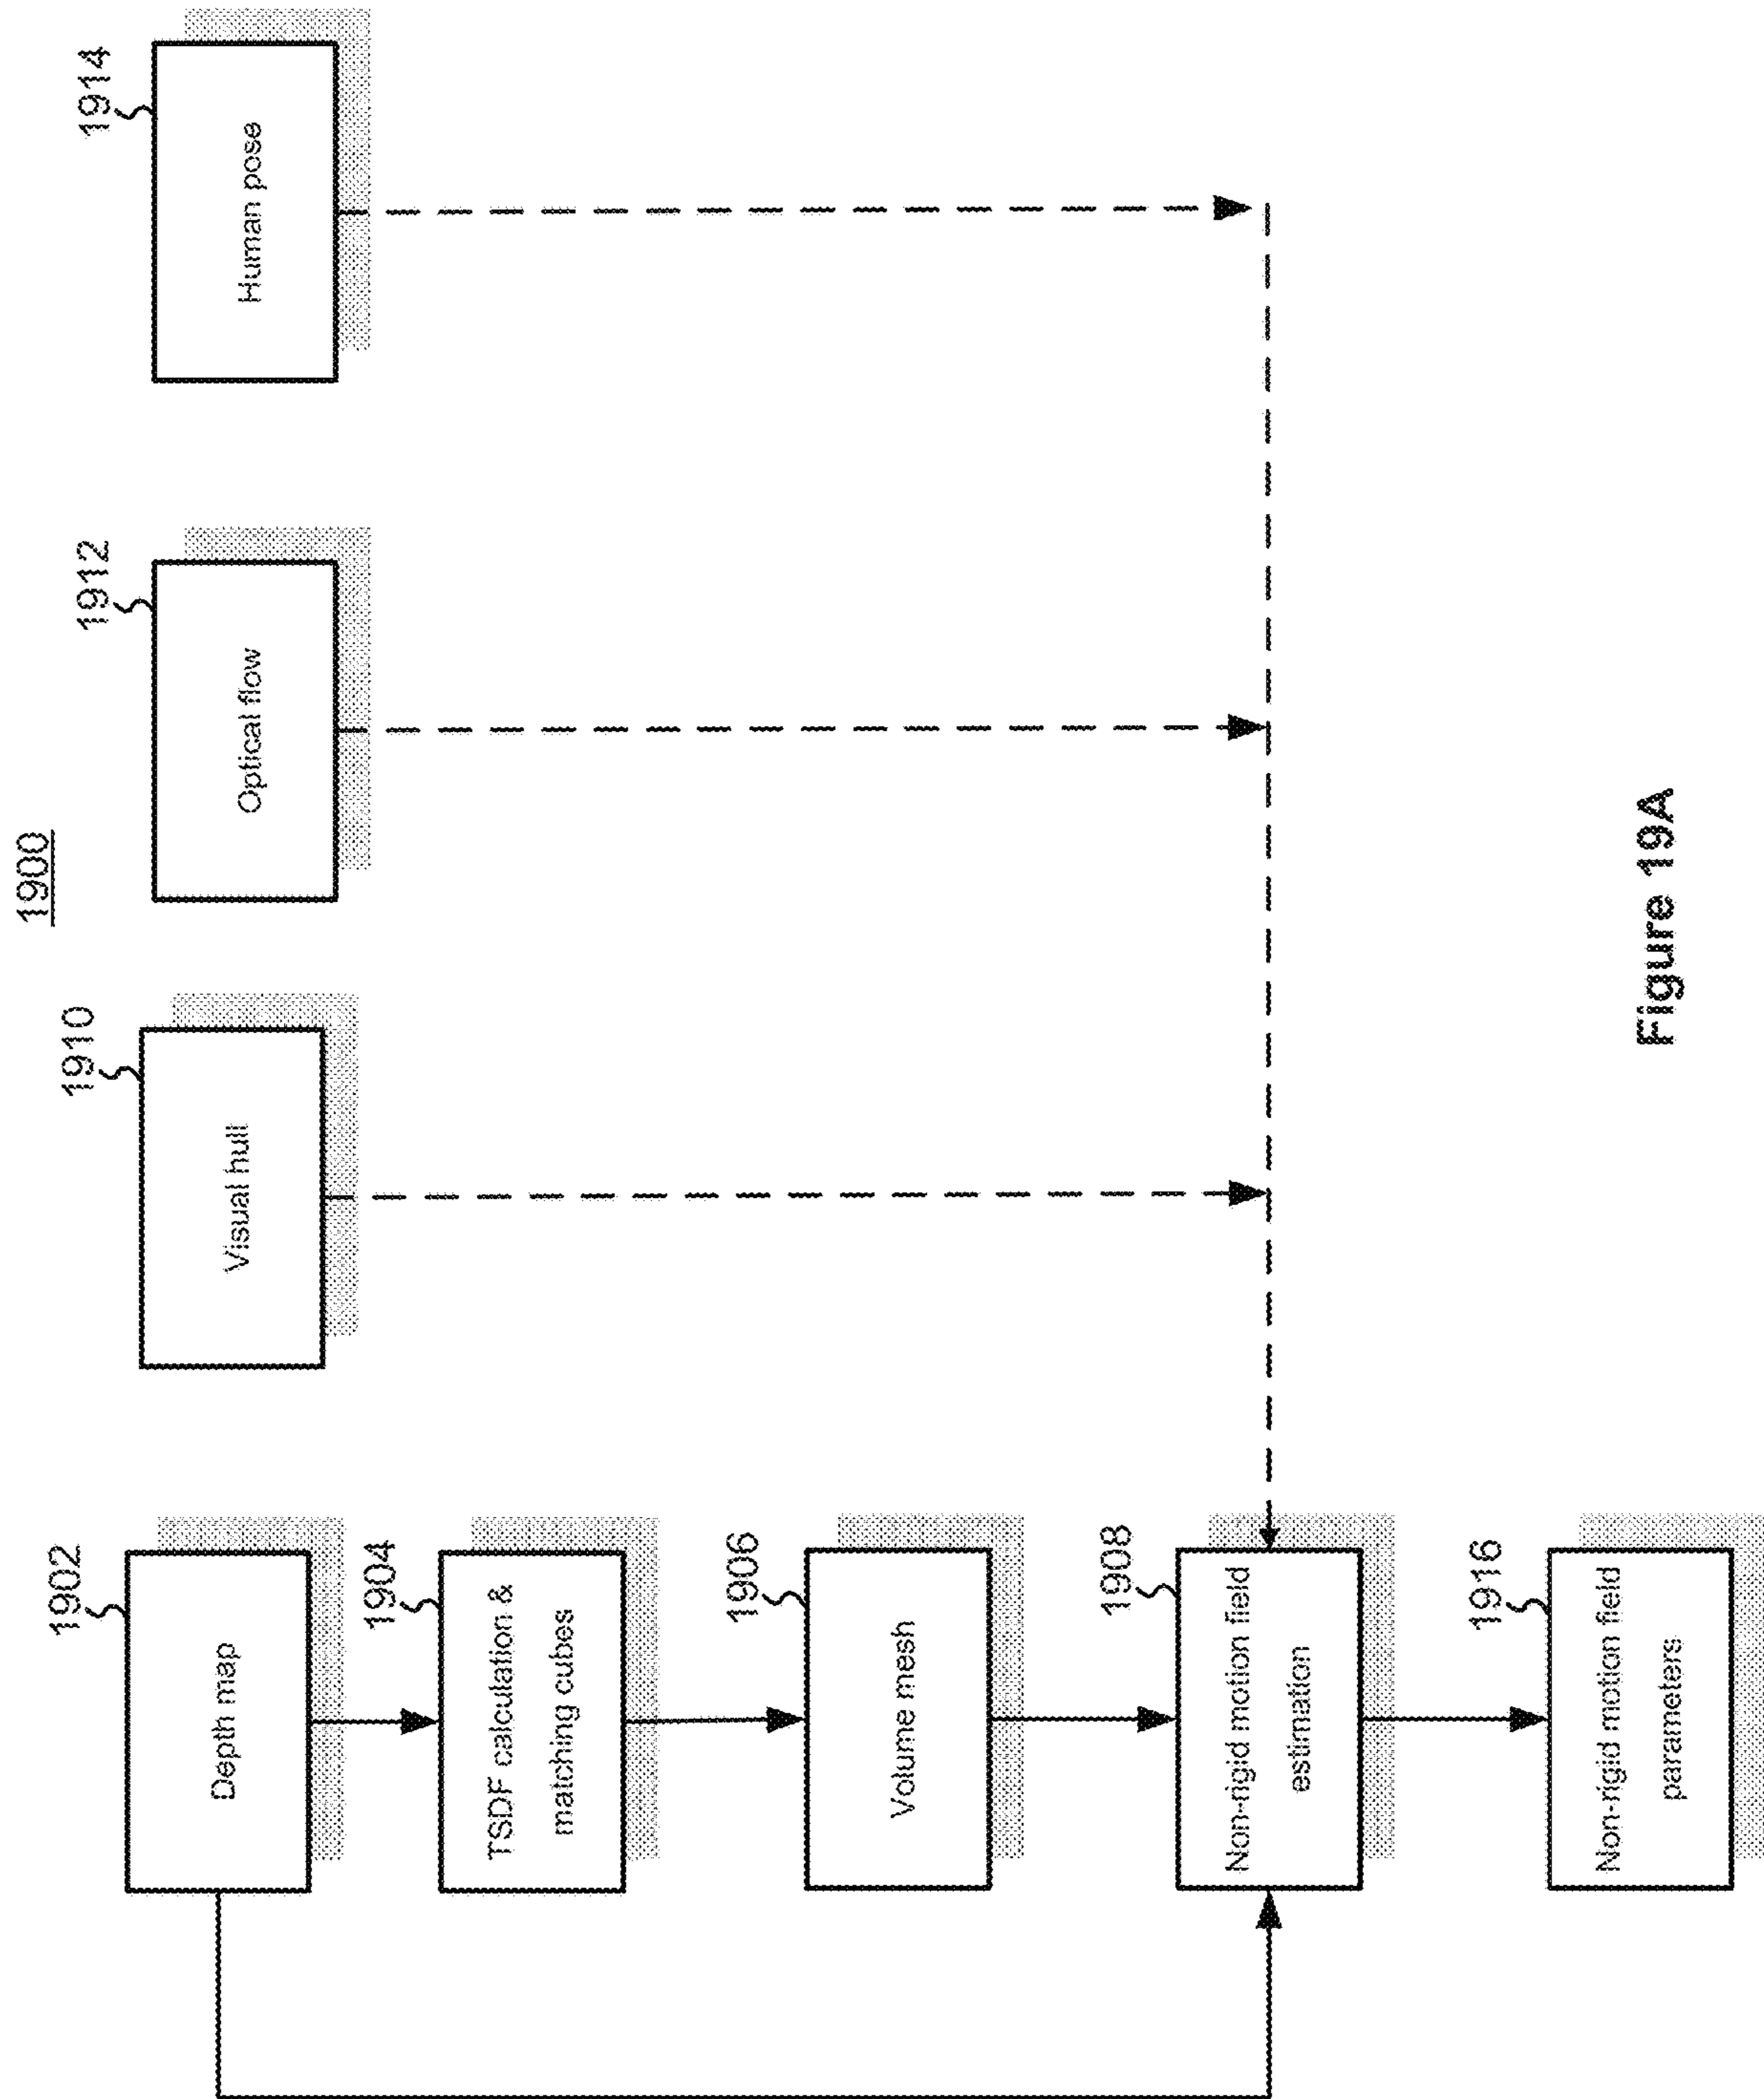 1900
1902
Depth map
1904
TSDF calculation &
matching cubes
1906
Volume mesh
1908
Non-rigid motion field
estimation
1916
Non-rigid motion field
parameters
1910
Visual hull
1912
Optical flow
1914
Human pose
Figure 19A